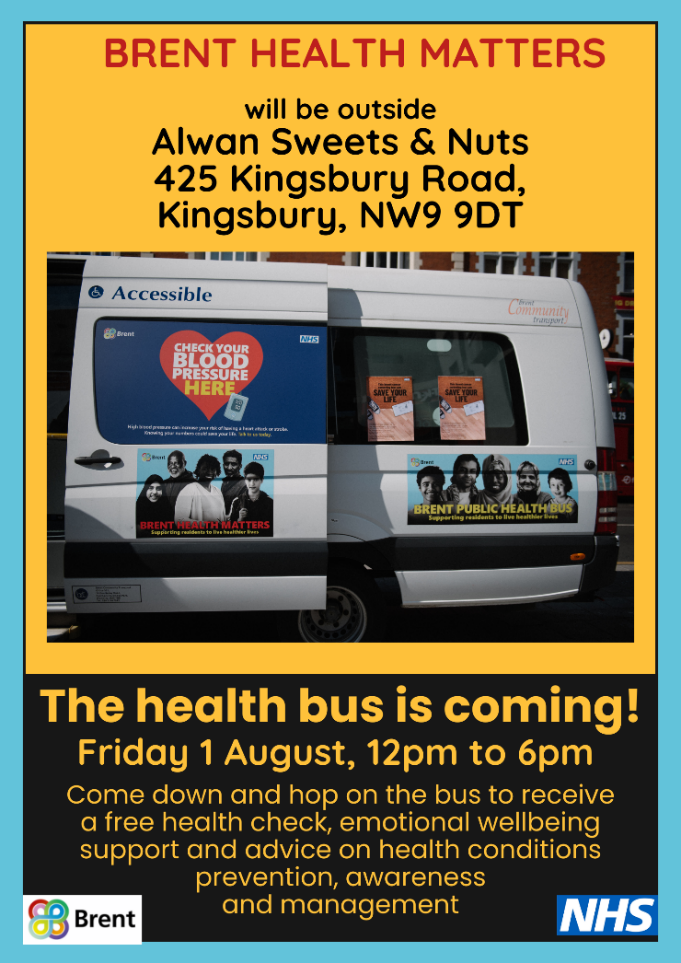 BRENT HEALTH MATTERS
will be outside
Alwan Sweets & Nuts
425 Kingsbury Road,
Kingsbury, NW9 9DT
Accessible
Brent
NHS
CHECK YOUR
BLOOD
PRESSURE
HERE
High blood pressure can increase your risk of having a heart attack or stroke.
Knowing your numbers could save your life. Talk to us today.
Brent
NHS
BRENT HEALTH MATTERS
Supporting residents to live healthier lives
Brent
Community
transport
SAVE YOUR
LIFE
SAVE YOUR
LIFE
Brent
NHS
BRENT PUBLIC HEALTH BUS
Supporting residents to live healthier lives
The health bus is coming!
Friday 1 August, 12pm to 6pm
Come down and hop on the bus to receive
a free health check, emotional wellbeing
support and advice on health conditions
prevention, awareness
and management
Brent
NHS